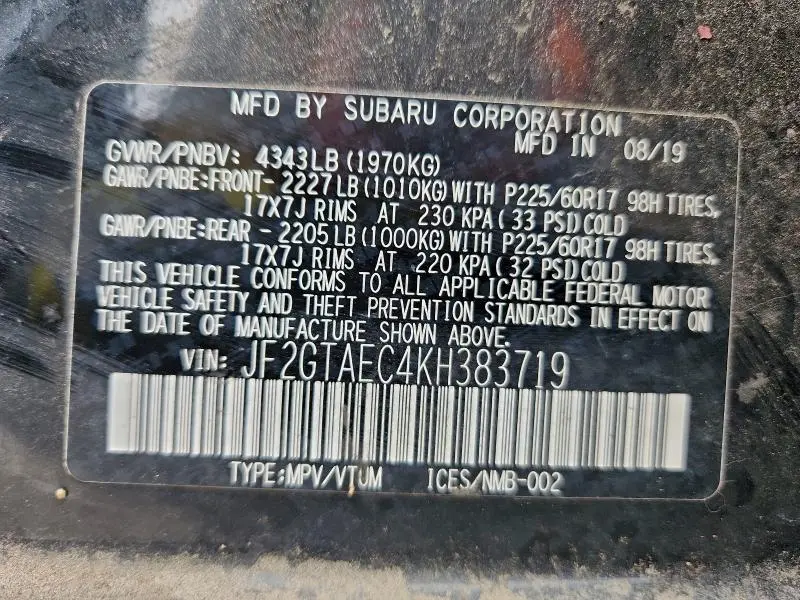 MFD BY SUBARU CORPORATION
MFD IN 08/19
GVWR/PNBV: 4343LB (1970KG)
GAWR/PNBE:FRONT- 2227LB (1010KG) WITH P225/60R17 98H TIRES,
17X7J RIMS AT 230 KPA (33 PSI) COLD
GAWR/PNBE:REAR - 2205LB (1000KG) WITH P225/60R17 98H TIRES,
17X7J RIMS AT 220 KPA (32 PSI) COLD
THIS VEHICLE CONFORMS TO ALL APPLICABLE FEDERAL MOTOR
VEHICLE SAFETY AND THEFT PREVENTION STANDARDS IN EFFECT ON
THE DATE OF MANUFACTURE SHOWN ABOVE.
VIN: JF2GTAEC4KH383719
TYPE:MPV/VTUM ICES/NMB-002